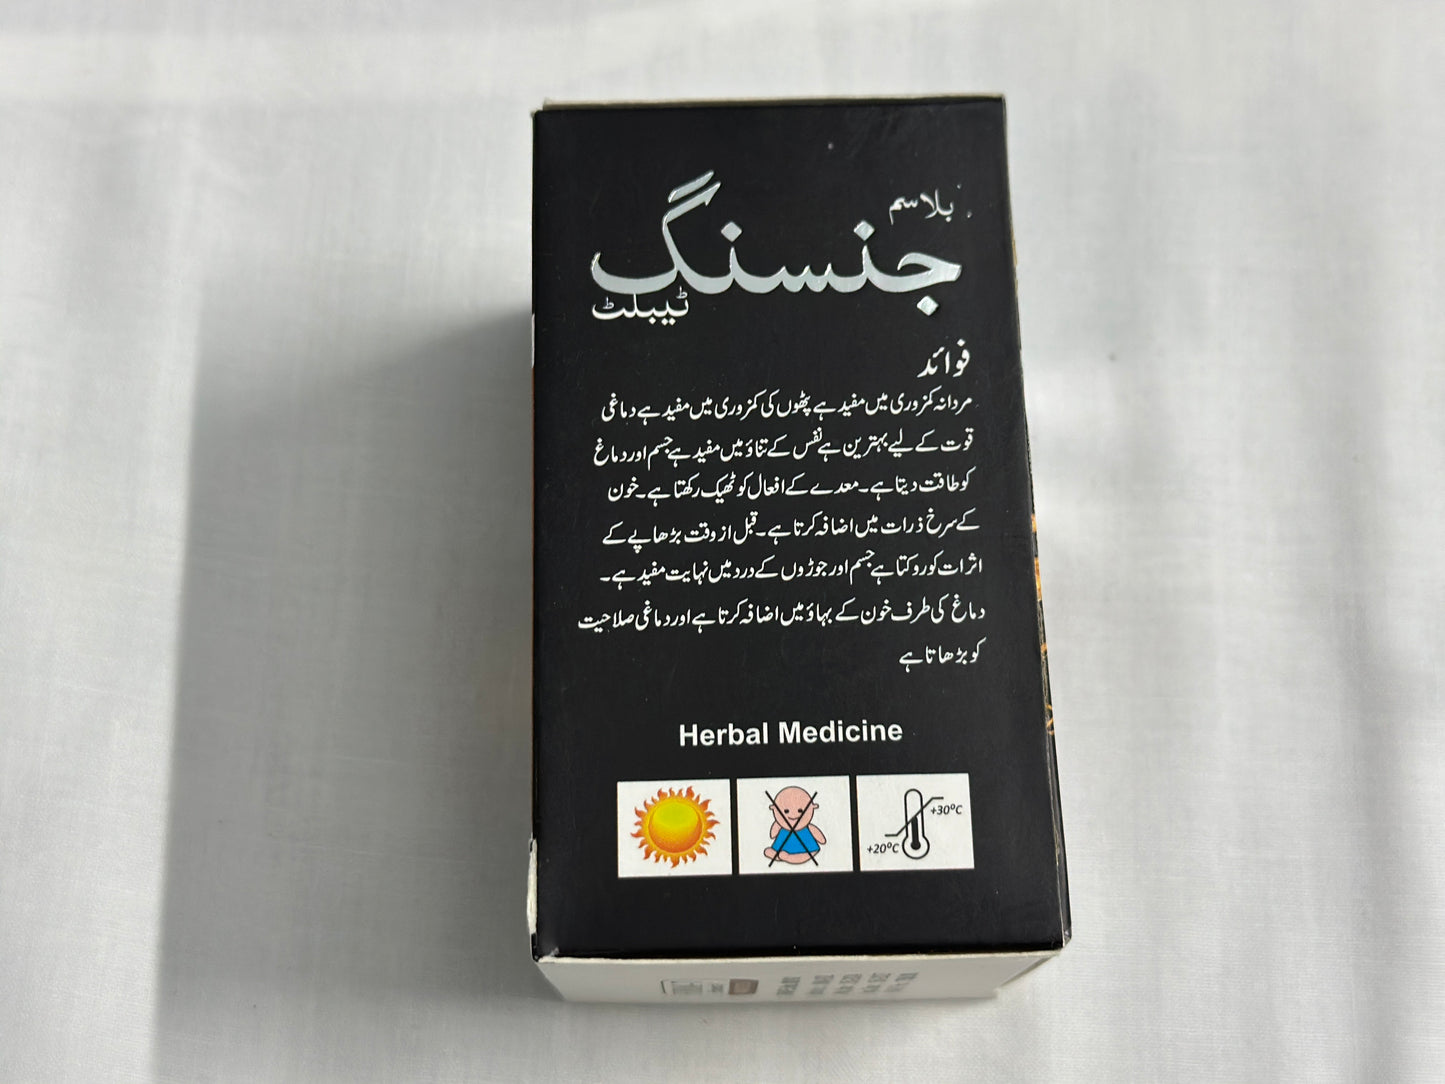 بلاسم
جنسنگ
ٹیبلٹ
فوائد
مردانہ کمزوری میں مفید ہے پٹھوں کی کمزوری میں مفید ہے دماغی
قوت کے لیے بہترین ہے نفس کے تناؤ میں مفید ہے جسم اور دماغ
کو طاقت دیتا ہے۔ معدے کے افعال کو ٹھیک رکھتا ہے۔ خون
کے سرخ ذرات میں اضافہ کرتا ہے۔ قبل از وقت بڑھاپے کے
اثرات کو روکتا ہے جسم اور جوڑوں کے درد میں نہایت مفید ہے۔
دماغ کی طرف خون کے بہاؤ میں اضافہ کرتا ہے اور دماغی صلاحیت
کو بڑھاتا ہے
Herbal Medicine
+30°C
+20°C